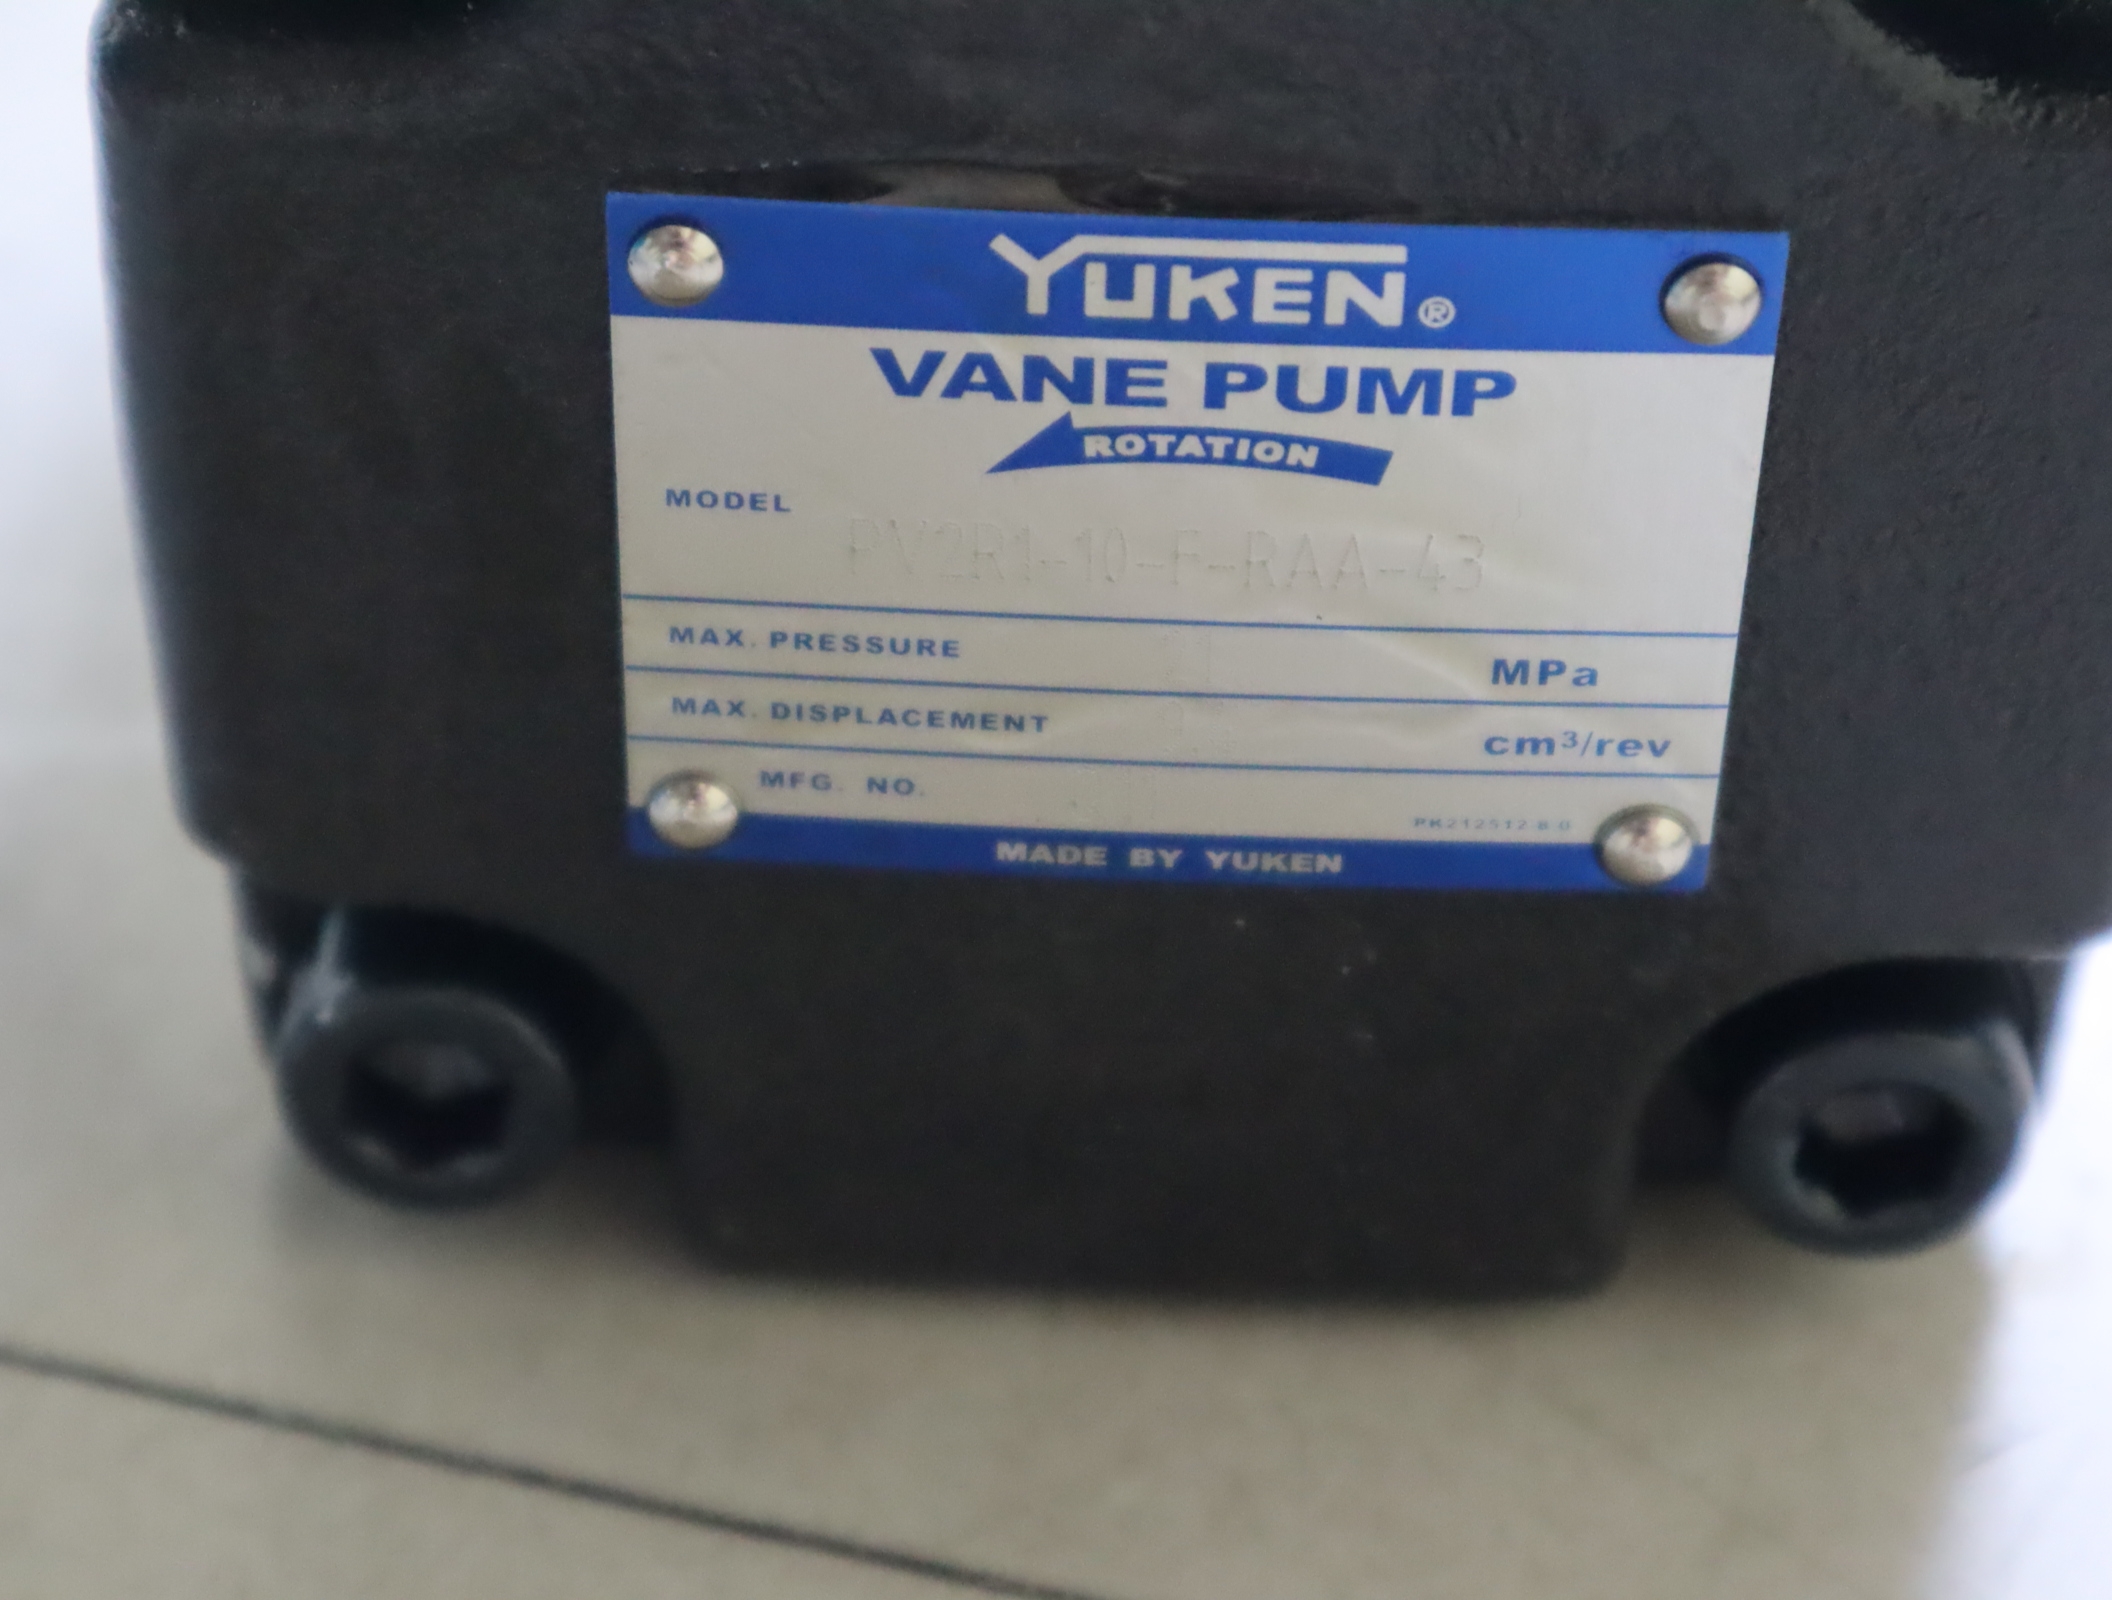 YUKEN®
VANE PUMP
ROTATION
MODEL PV2R1-10-F-RAA-43
MAX. PRESSURE MPa
MAX. DISPLACEMENT cm³/rev
MFG. NO.
MADE BY YUKEN